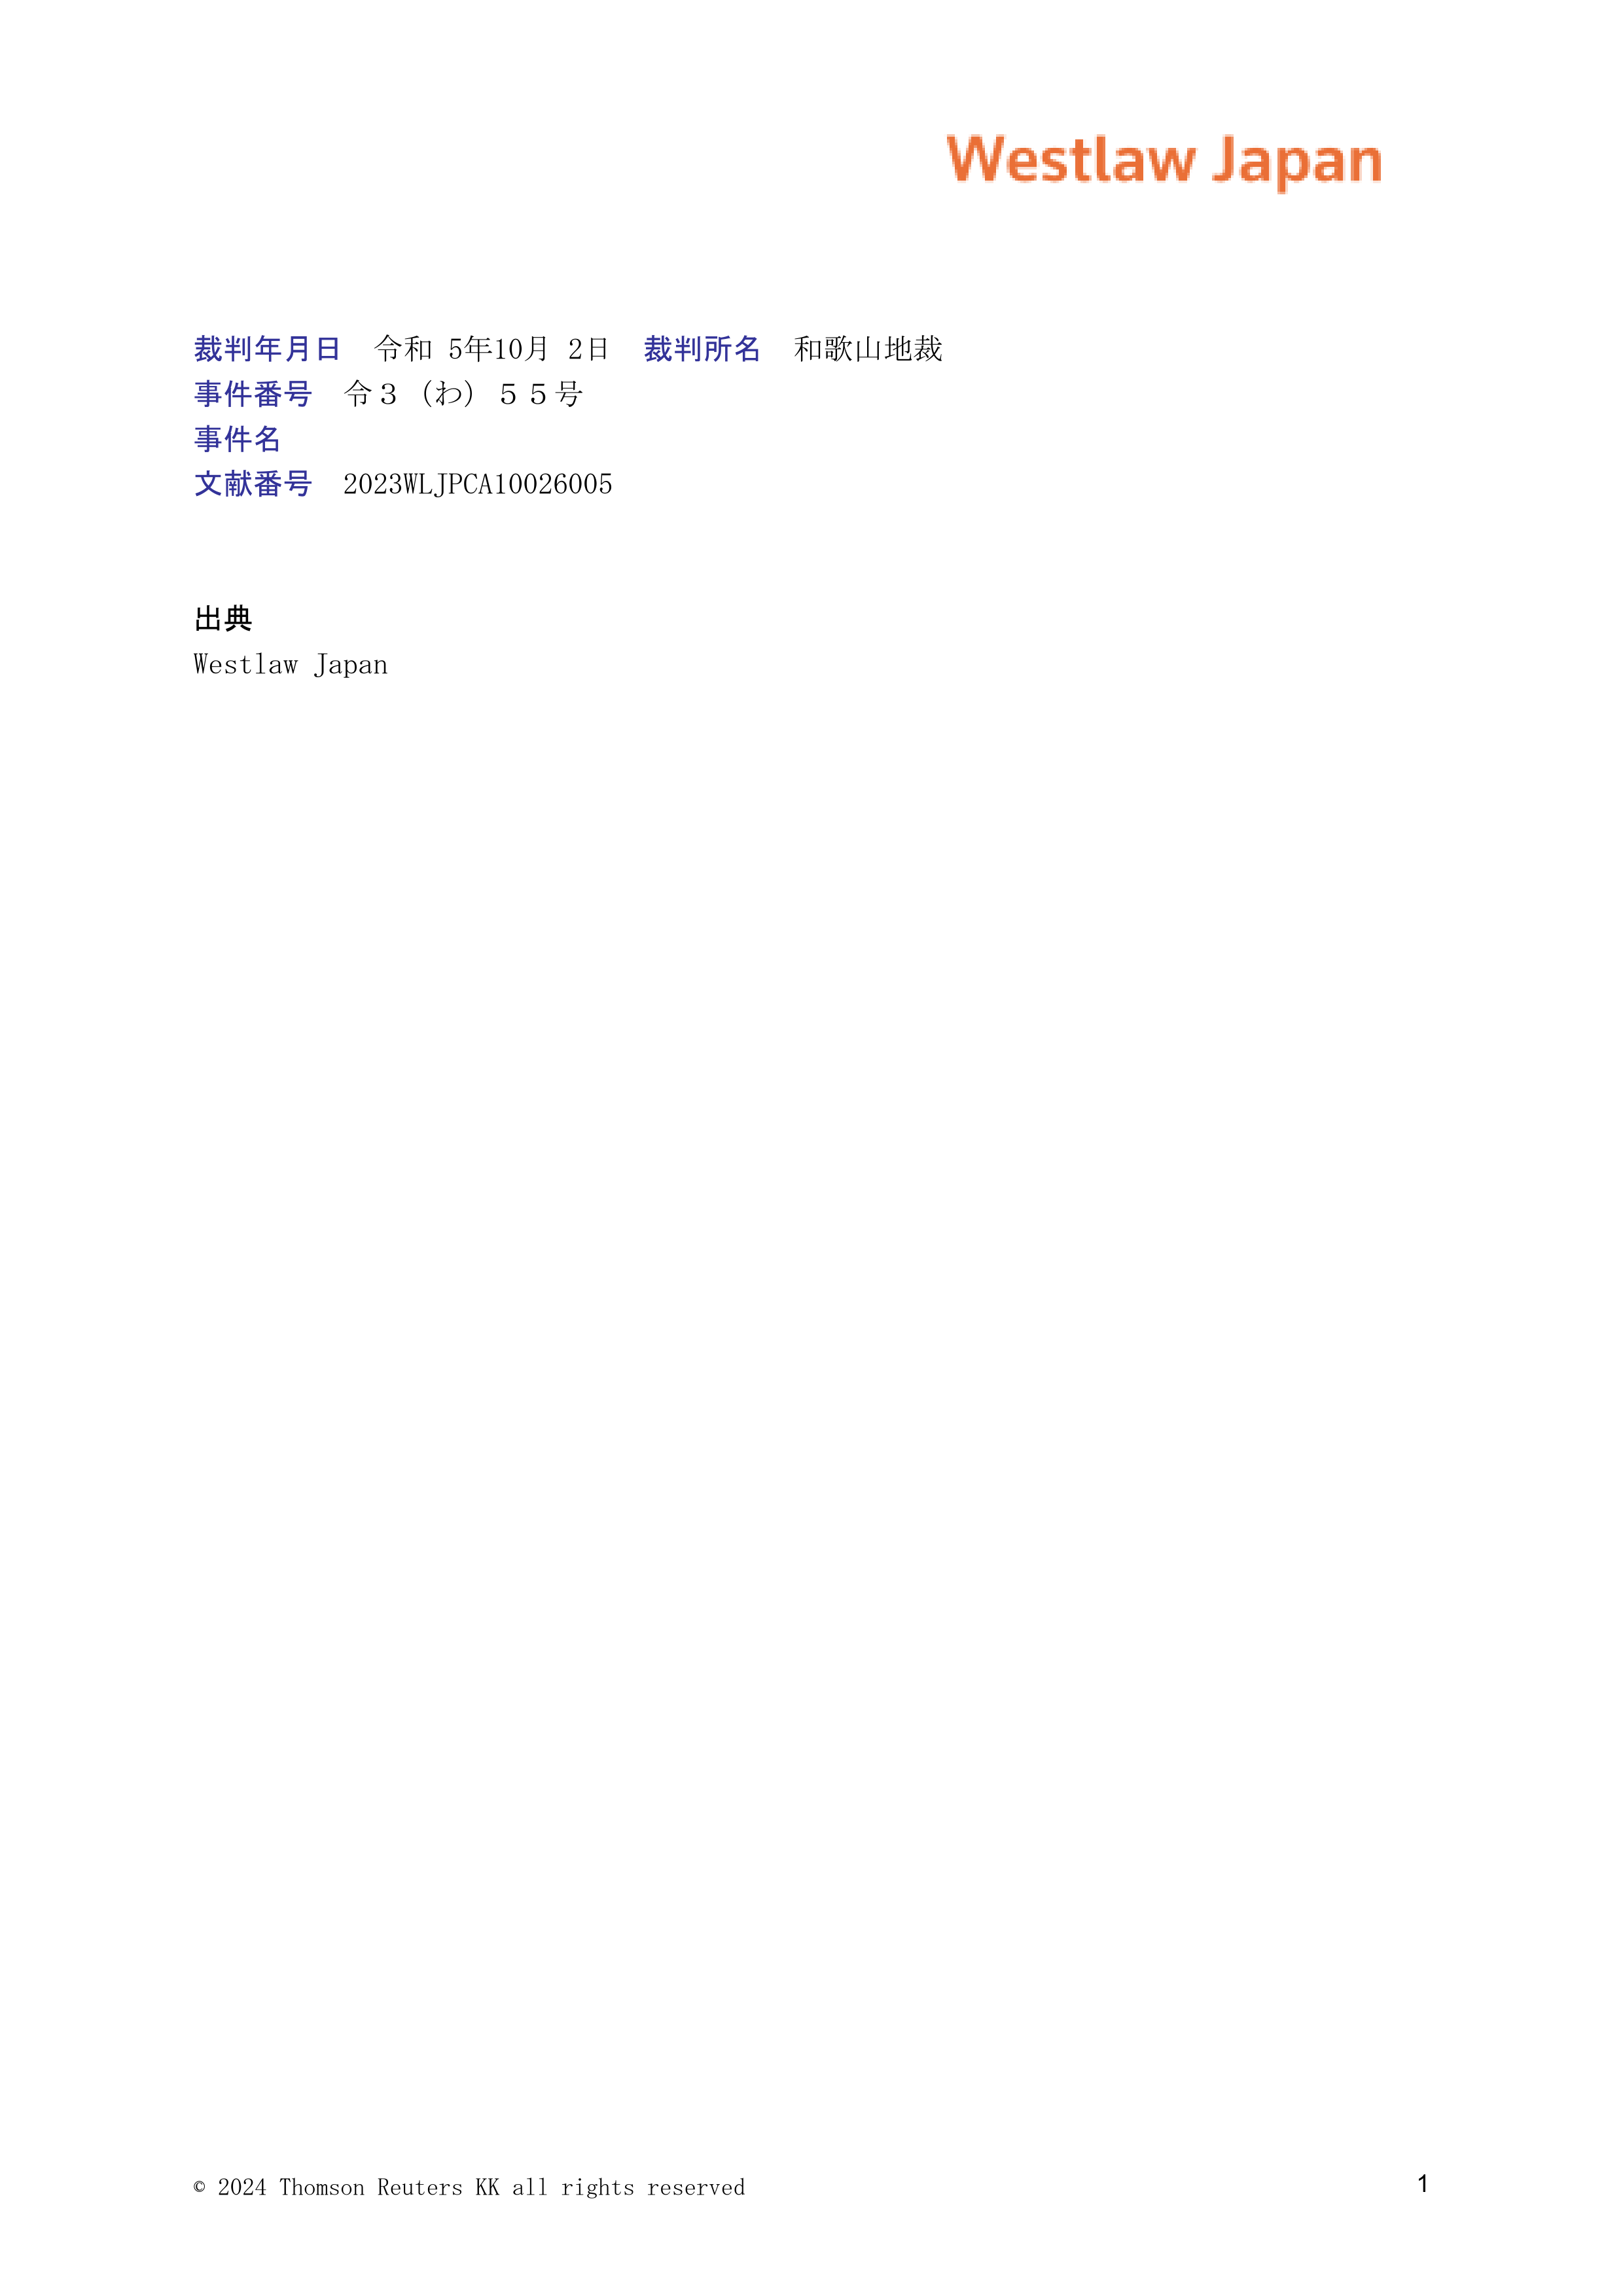 Westlaw Japan
裁判年月日　令和 5年10月 2日　裁判所名　和歌山地裁
事件番号　令３（わ）５５号
事件名
文献番号　2023WLJPCA10026005
出典
Westlaw Japan
© 2024 Thomson Reuters KK all rights reserved
1